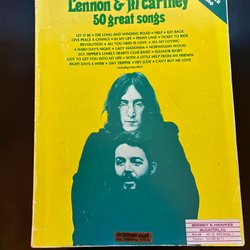 Lennon & McCartney
50 great songs
LET IT BE • THE LONG AND WINDING ROAD • HELP • GET BACK
GIVE PEACE A CHANCE • IN MY LIFE • PENNY LANE • TICKET TO RIDE
REVOLUTION • ALL YOU NEED IS LOVE • ALL MY LOVING
A HARD DAY'S NIGHT • LADY MADONNA • NORWEGIAN WOOD
SGT. PEPPER'S LONELY HEARTS CLUB BAND • ELEANOR RIGBY
GOT TO GET YOU INTO MY LIFE • WITH A LITTLE HELP FROM MY FRIENDS
EIGHT DAYS A WEEK • DAY TRIPPER • HEY JUDE • CAN'T BUY ME LOVE
BOOSEY & HAWKES